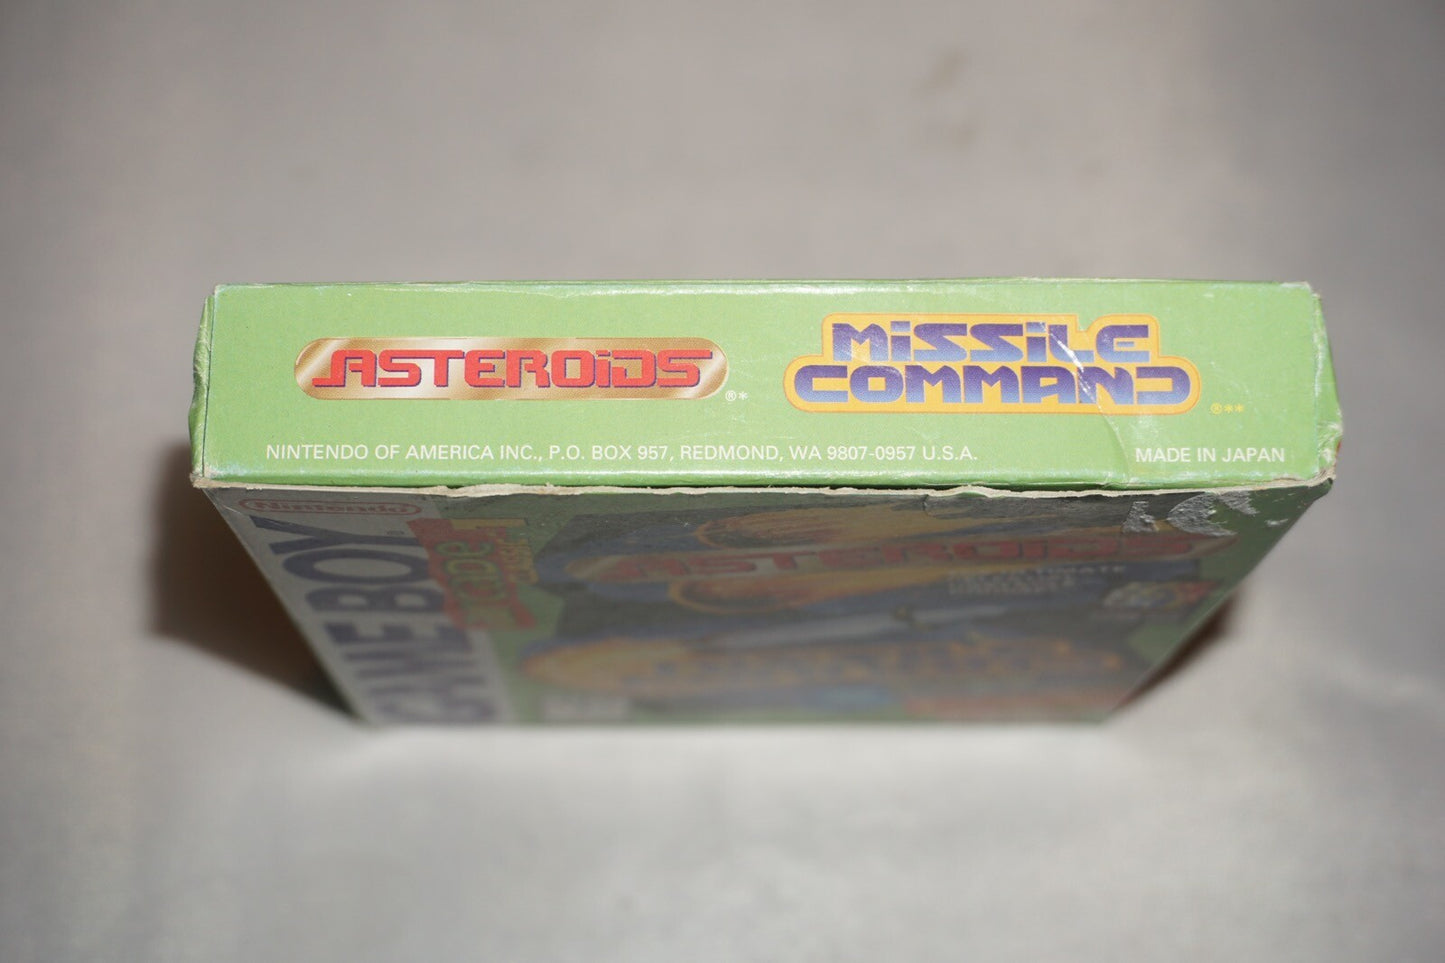 ASTEROiDS ®*
MiSSiLE
COMMAND ®**
NINTENDO OF AMERICA INC., P.O. BOX 957, REDMOND, WA 9807-0957 U.S.A.
MADE IN JAPAN
Nintendo
GAME BOY
ASTEROiDS